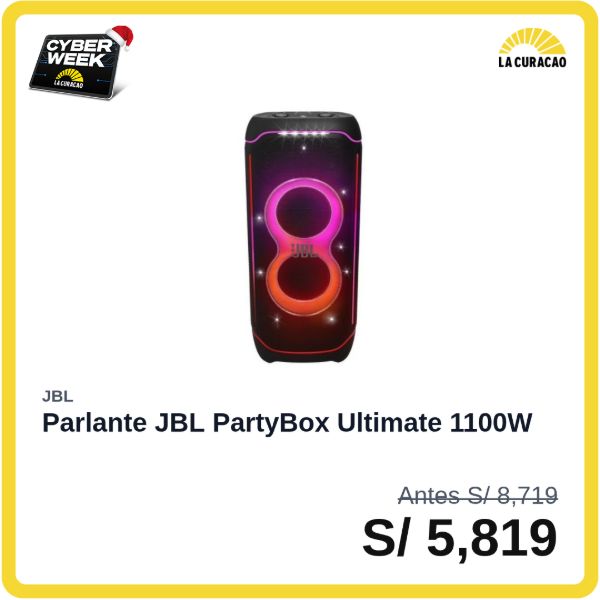 CYBER
WEEK
LA CURACAO
LA CURACAO
JBL
JBL
Parlante JBL PartyBox Ultimate 1100W
Antes S/ 8,719
S/ 5,819